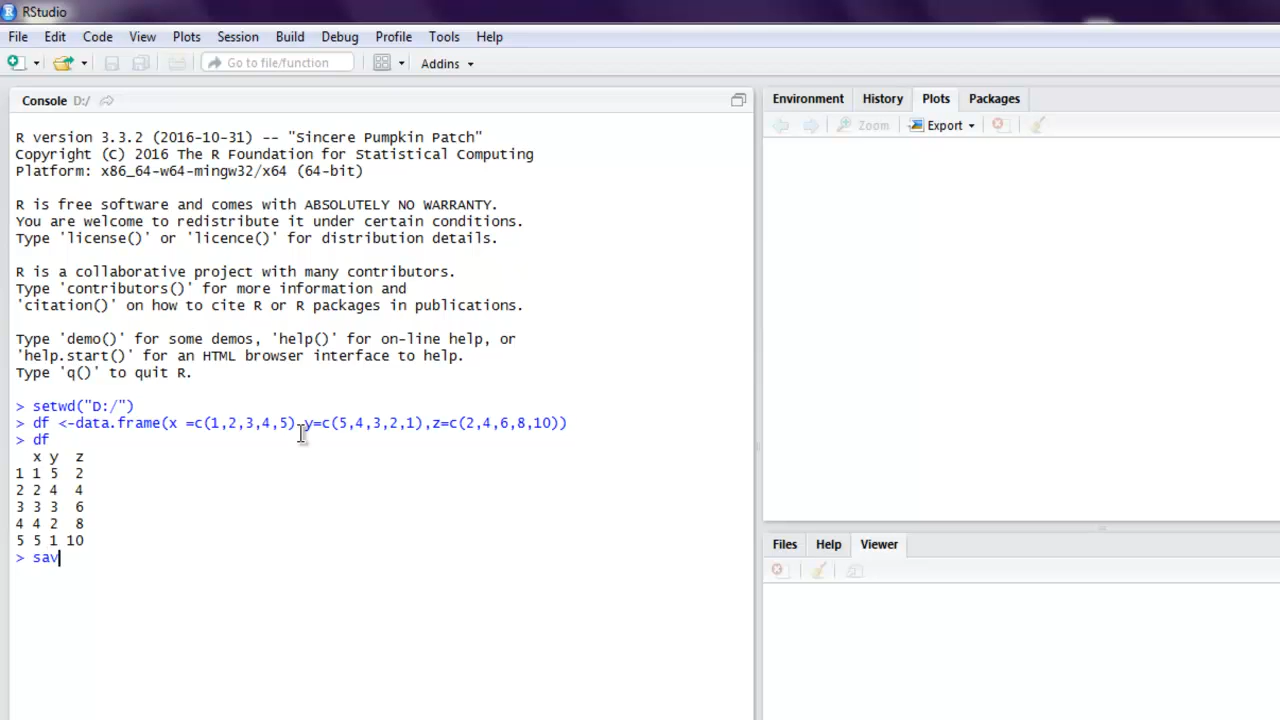 RStudio
File Edit Code View Plots Session Build Debug Profile Tools Help
Go to file/function Addins
Console D:/
R version 3.3.2 (2016-10-31) -- "Sincere Pumpkin Patch"
Copyright (C) 2016 The R Foundation for Statistical Computing
Platform: x86_64-w64-mingw32/x64 (64-bit)
R is free software and comes with ABSOLUTELY NO WARRANTY.
You are welcome to redistribute it under certain conditions.
Type 'license()' or 'licence()' for distribution details.
R is a collaborative project with many contributors.
Type 'contributors()' for more information and
'citation()' on how to cite R or R packages in publications.
Type 'demo()' for some demos, 'help()' for on-line help, or
'help.start()' for an HTML browser interface to help.
Type 'q()' to quit R.
> setwd("D:/")
> df <-data.frame(x =c(1,2,3,4,5),y=c(5,4,3,2,1),z=c(2,4,6,8,10))
> df
x y z
1 1 5 2
2 2 4 4
3 3 3 6
4 4 2 8
5 5 1 10
> sav
Environment History Plots Packages
Zoom Export
Files Help Viewer